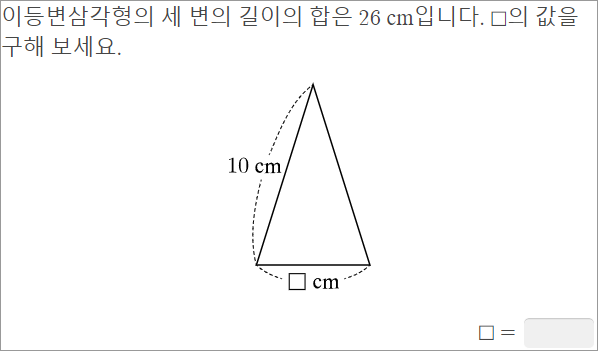 이등변삼각형의 세 변의 길이의 합은 26 cm입니다. □의 값을
구해 보세요.
10 cm
□ cm
□ =